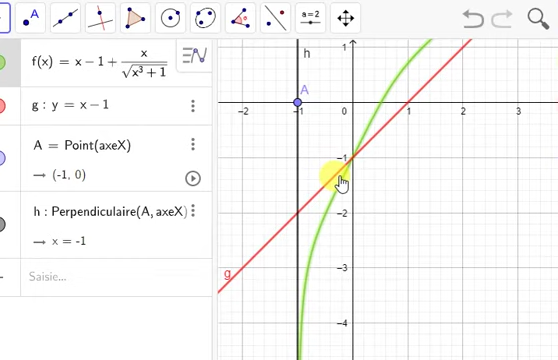 a = 2
f(x) = x − 1 + x / √(x³ + 1)
g : y = x − 1
A = Point(axeX)
→ (-1, 0)
h : Perpendiculaire(A, axeX)
→ x = -1
Saisie...
h
A
g
1
−2
−1
0
1
2
3
−1
−2
−3
−4